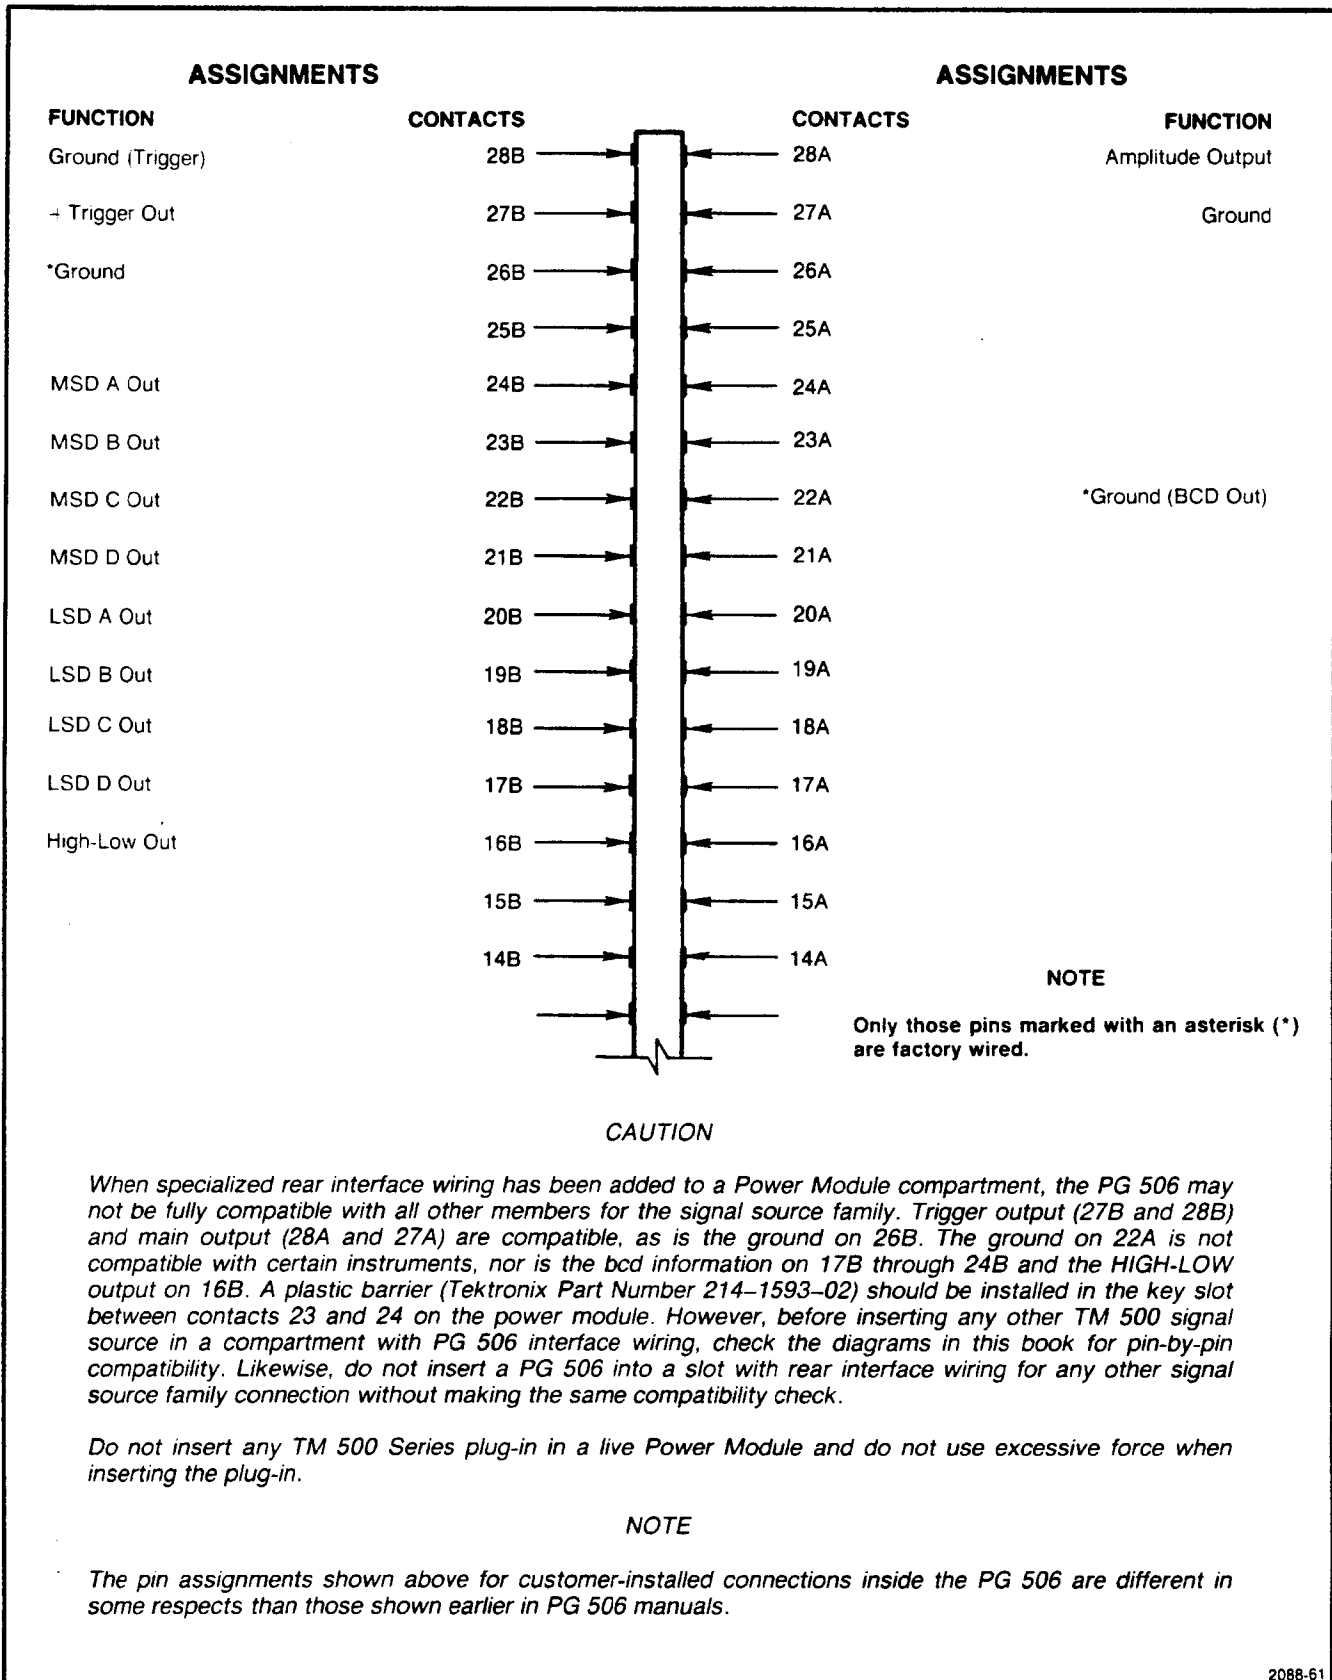 ASSIGNMENTS ASSIGNMENTS
FUNCTION CONTACTS CONTACTS FUNCTION
Ground (Trigger) 28B 28A Amplitude Output
+ Trigger Out 27B 27A Ground
*Ground 26B 26A
25B 25A
MSD A Out 24B 24A
MSD B Out 23B 23A
MSD C Out 22B 22A *Ground (BCD Out)
MSD D Out 21B 21A
LSD A Out 20B 20A
LSD B Out 19B 19A
LSD C Out 18B 18A
LSD D Out 17B 17A
High-Low Out 16B 16A
15B 15A
14B 14A
NOTE
Only those pins marked with an asterisk (*)
are factory wired.
CAUTION
When specialized rear interface wiring has been added to a Power Module compartment, the PG 506 may
not be fully compatible with all other members for the signal source family. Trigger output (27B and 28B)
and main output (28A and 27A) are compatible, as is the ground on 26B. The ground on 22A is not
compatible with certain instruments, nor is the bcd information on 17B through 24B and the HIGH-LOW
output on 16B. A plastic barrier (Tektronix Part Number 214–1593–02) should be installed in the key slot
between contacts 23 and 24 on the power module. However, before inserting any other TM 500 signal
source in a compartment with PG 506 interface wiring, check the diagrams in this book for pin-by-pin
compatibility. Likewise, do not insert a PG 506 into a slot with rear interface wiring for any other signal
source family connection without making the same compatibility check.
Do not insert any TM 500 Series plug-in in a live Power Module and do not use excessive force when
inserting the plug-in.
NOTE
The pin assignments shown above for customer-installed connections inside the PG 506 are different in
some respects than those shown earlier in PG 506 manuals.
2088-61